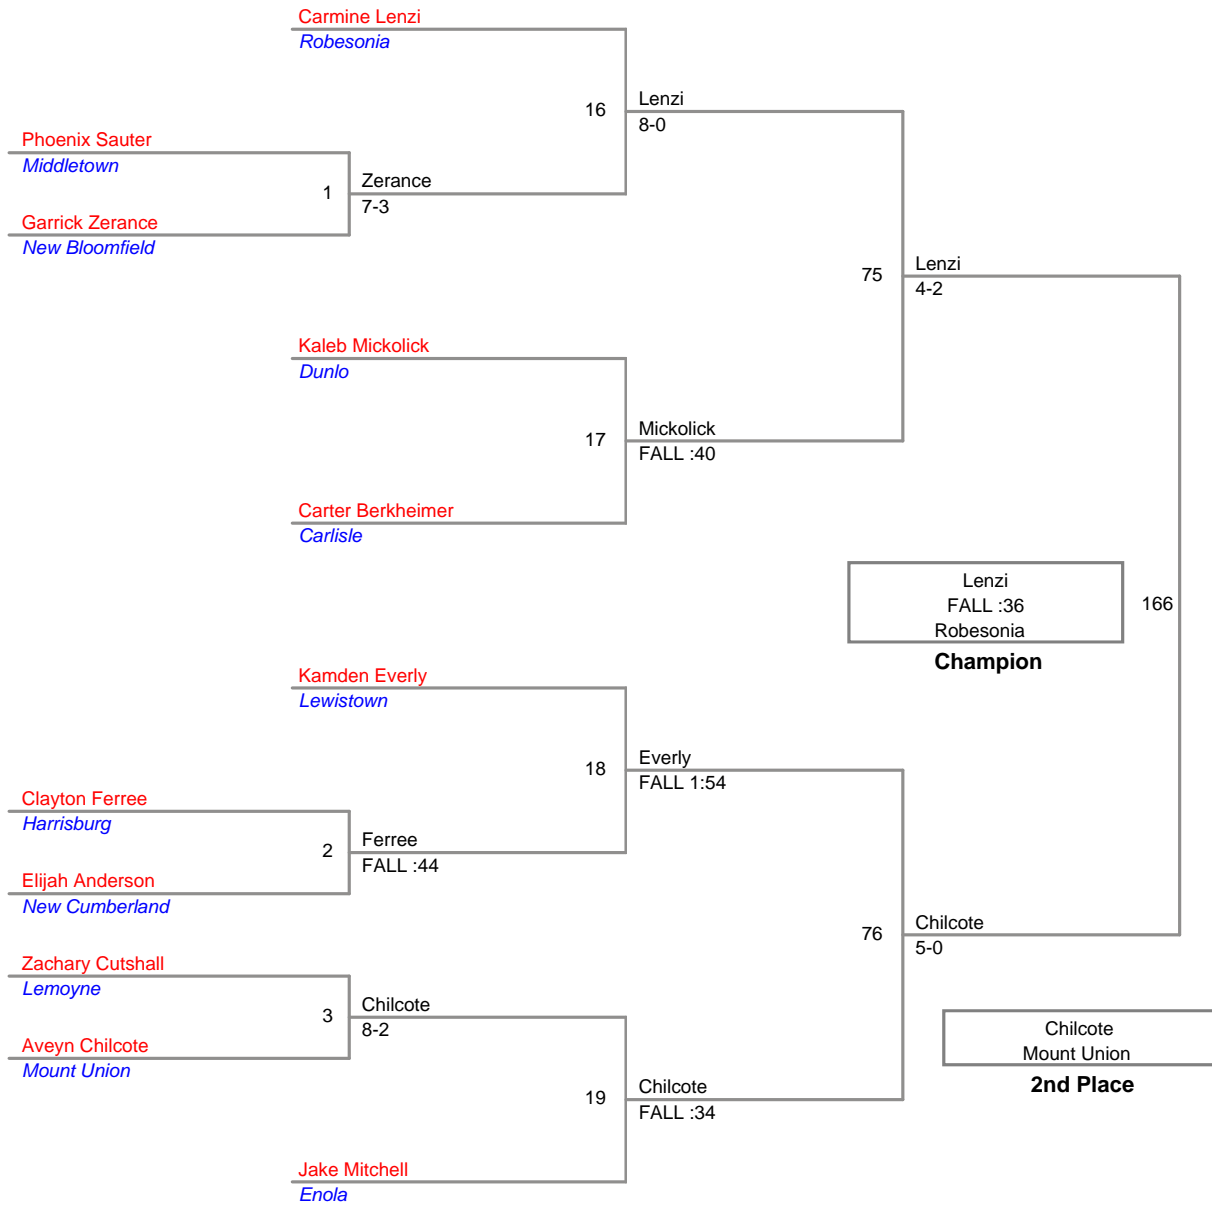 Carmine Lenzi
Robesonia
16
Lenzi
8-0
Phoenix Sauter
Middletown
1
Zerance
7-3
Garrick Zerance
New Bloomfield
75
Lenzi
4-2
Kaleb Mickolick
Dunlo
17
Mickolick
FALL :40
Carter Berkheimer
Carlisle
Lenzi
FALL :36
Robesonia
166
Champion
Kamden Everly
Lewistown
18
Everly
FALL 1:54
Clayton Ferree
Harrisburg
2
Ferree
FALL :44
Elijah Anderson
New Cumberland
76
Chilcote
5-0
Zachary Cutshall
Lemoyne
3
Chilcote
8-2
Aveyn Chilcote
Mount Union
Chilcote
Mount Union
2nd Place
19
Chilcote
FALL :34
Jake Mitchell
Enola